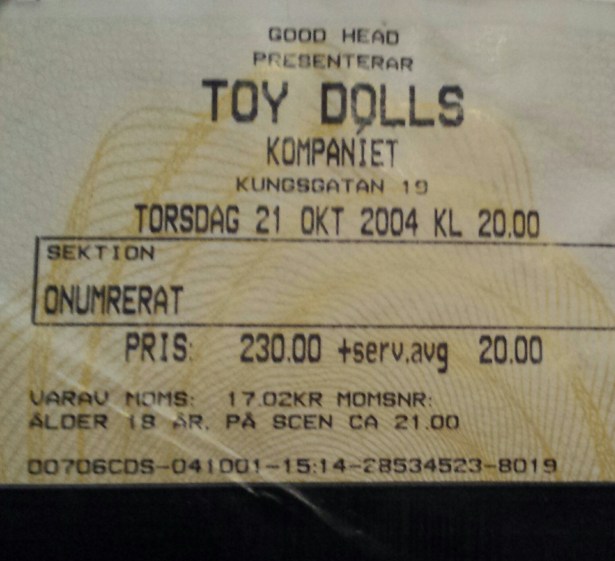 GOOD HEAD
PRESENTERAR
TOY DOLLS
KOMPANIET
KUNGSGATAN 19
TORSDAG 21 OKT 2004 KL 20.00
SEKTION
ONUMRERAT
PRIS: 230.00 +serv.avg 20.00
VARAV MOMS: 17.02KR MOMSNR:
ÅLDER 18 ÅR. PÅ SCEN CA 21.00
00706CDS-041001-15:14-28534523-8019